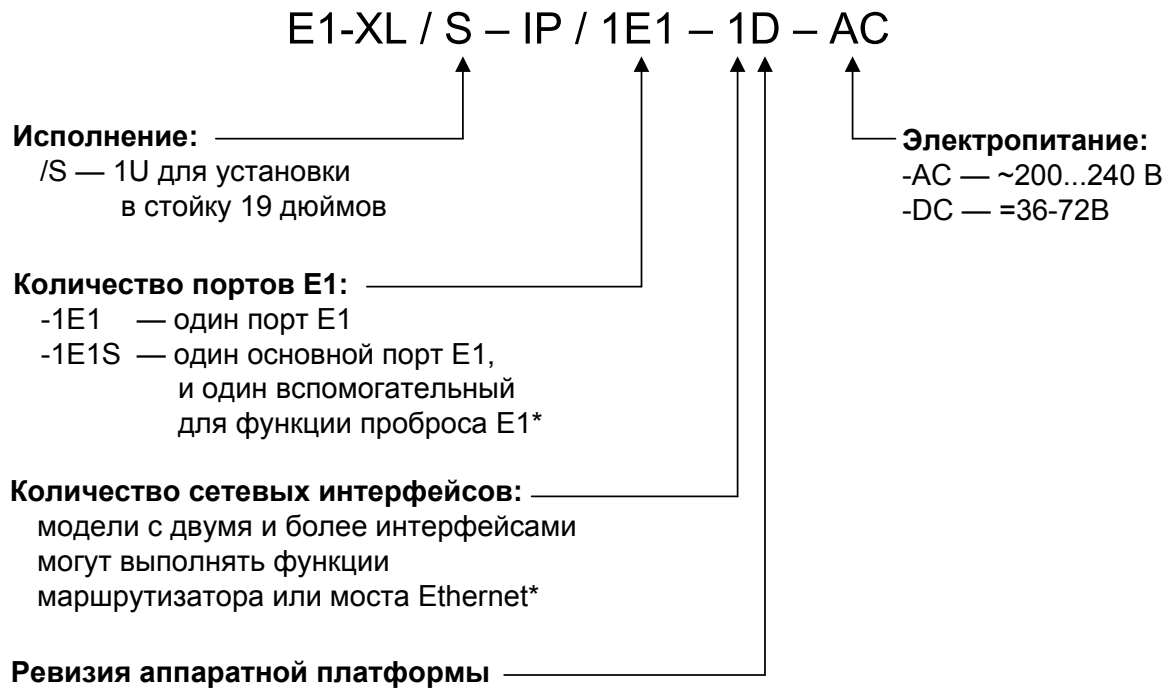 E1-XL / S – IP / 1E1 – 1D – AC
Исполнение:
/S — 1U для установки
в стойку 19 дюймов
Электропитание:
-AC — ~200...240 В
-DC — =36-72В
Количество портов E1:
-1E1 — один порт E1
-1E1S — один основной порт E1,
и один вспомогательный
для функции проброса E1*
Количество сетевых интерфейсов:
модели с двумя и более интерфейсами
могут выполнять функции
маршрутизатора или моста Ethernet*
Ревизия аппаратной платформы